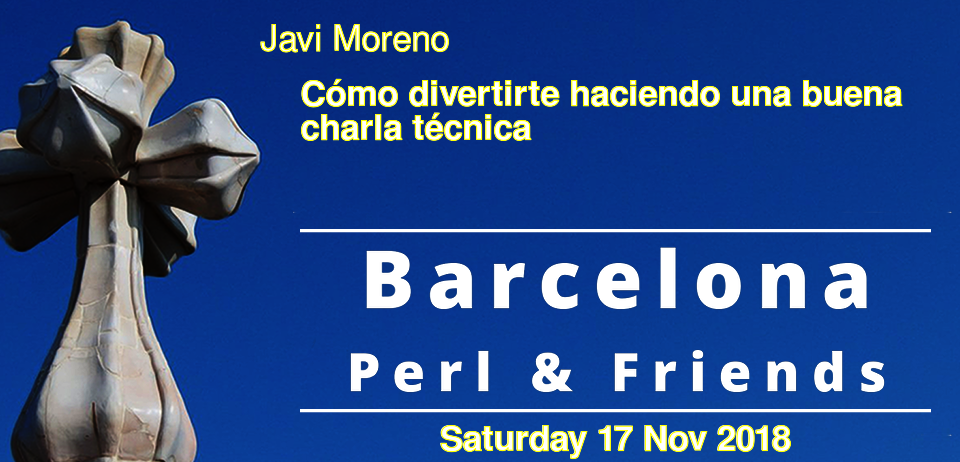 Javi Moreno
Cómo divertirte haciendo una buena
charla técnica
Barcelona
Perl & Friends
Saturday 17 Nov 2018